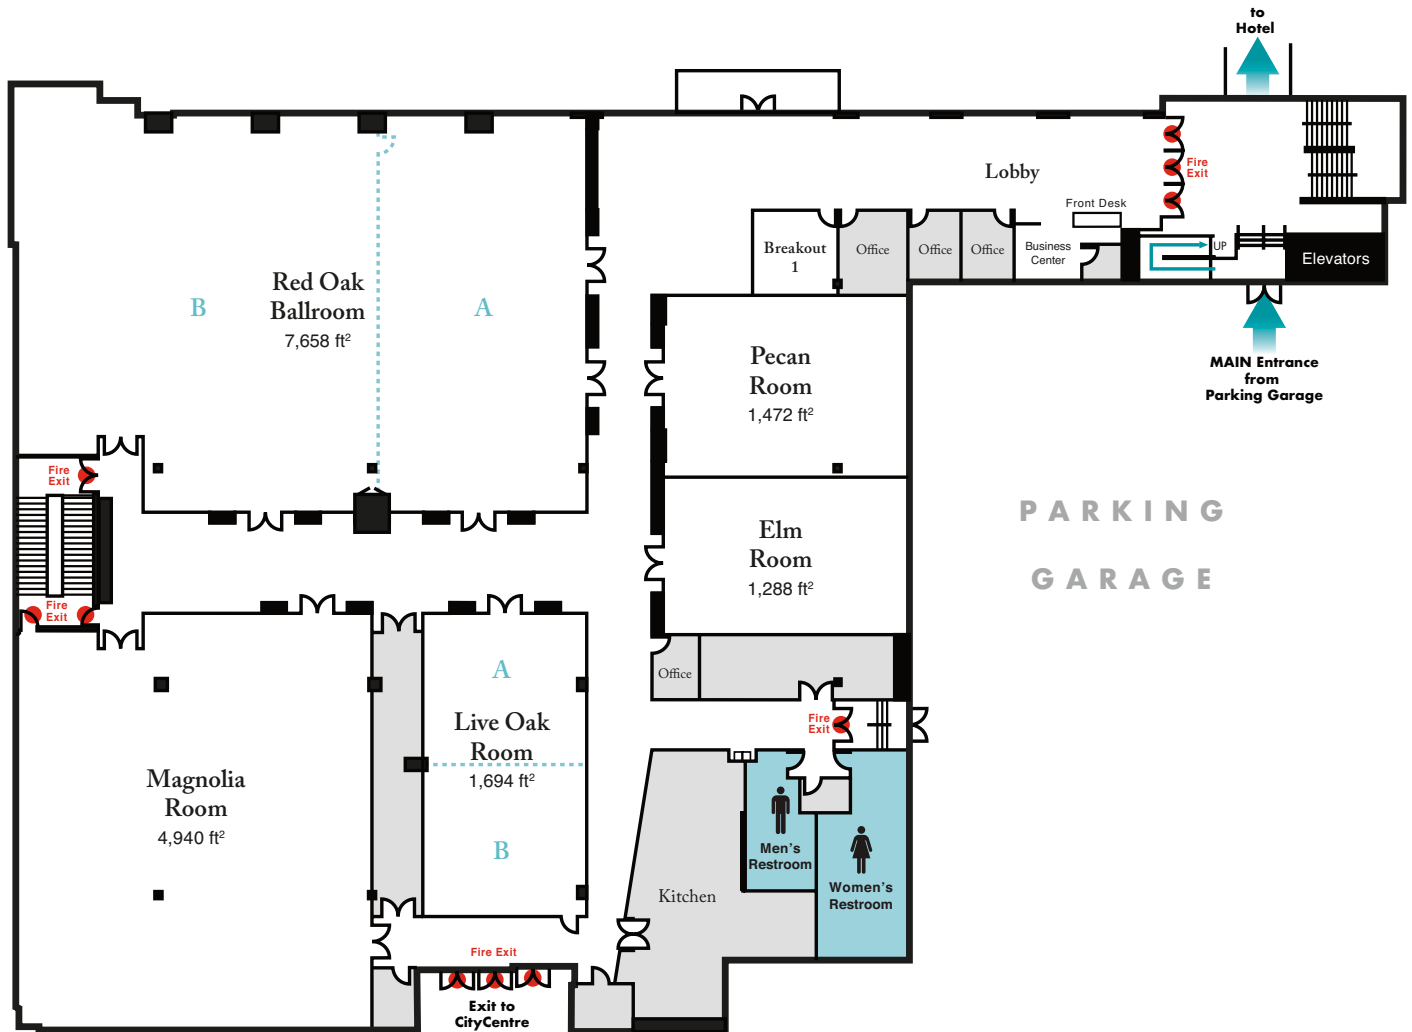 to
Hotel
Lobby
Fire
Exit
Front Desk
Breakout
1
Office
Office
Office
Business
Center
UP
Elevators
MAIN Entrance
from
Parking Garage
Red Oak
Ballroom
7,658 ft²
B
A
Pecan
Room
1,472 ft²
Fire
Exit
Elm
Room
1,288 ft²
PARKING
GARAGE
Fire
Exit
Office
A
Live Oak
Room
1,694 ft²
B
Fire
Exit
Magnolia
Room
4,940 ft²
Men's
Restroom
Women's
Restroom
Kitchen
Fire Exit
Exit to
CityCentre